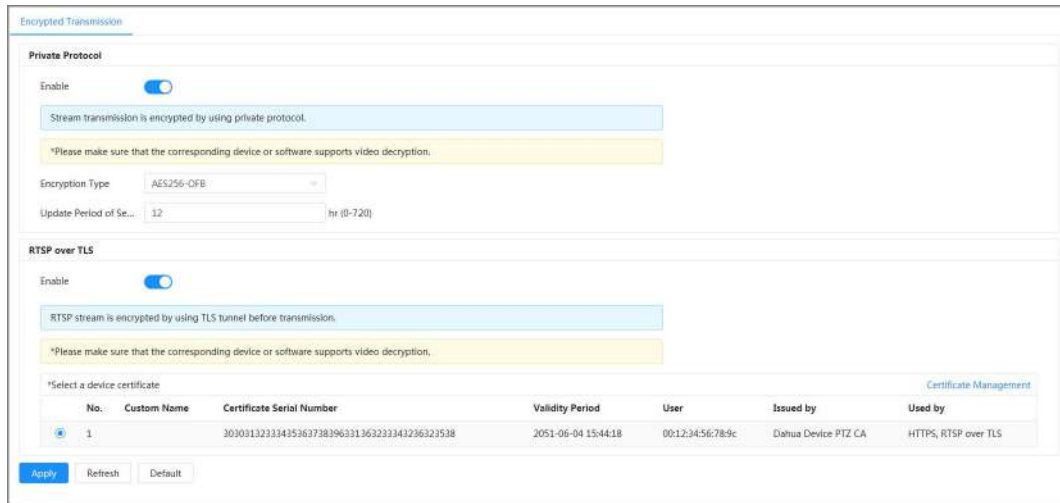 Encrypted Transmission
Private Protocol
Enable
Stream transmission is encrypted by using private protocol.
*Please make sure that the corresponding device or software supports video decryption.
Encryption Type AES256-OFB
Update Period of Se... 12 hr (0-720)
RTSP over TLS
Enable
RTSP stream is encrypted by using TLS tunnel before transmission.
*Please make sure that the corresponding device or software supports video decryption.
*Select a device certificate Certificate Management
No. Custom Name Certificate Serial Number Validity Period User Issued by Used by
1 2051-06-04 15:44:18 00:12:34:56:78:9c Dahua Device PTZ CA HTTPS, RTSP over TLS
Apply Refresh Default